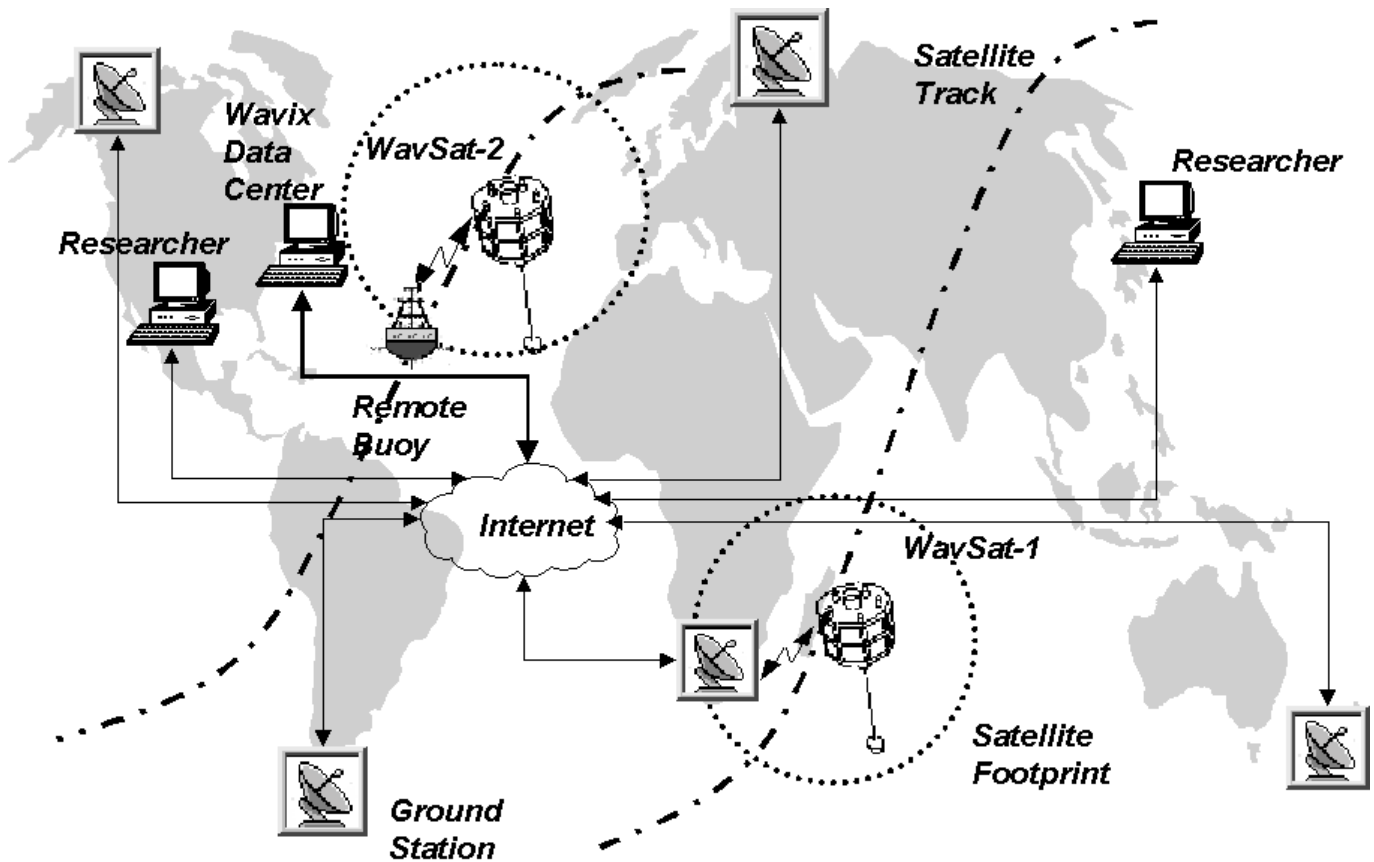 Satellite
Track
Wavix
Data
Center
WavSat-2
Researcher
Researcher
Remote
Buoy
Internet
WavSat-1
Satellite
Footprint
Ground
Station